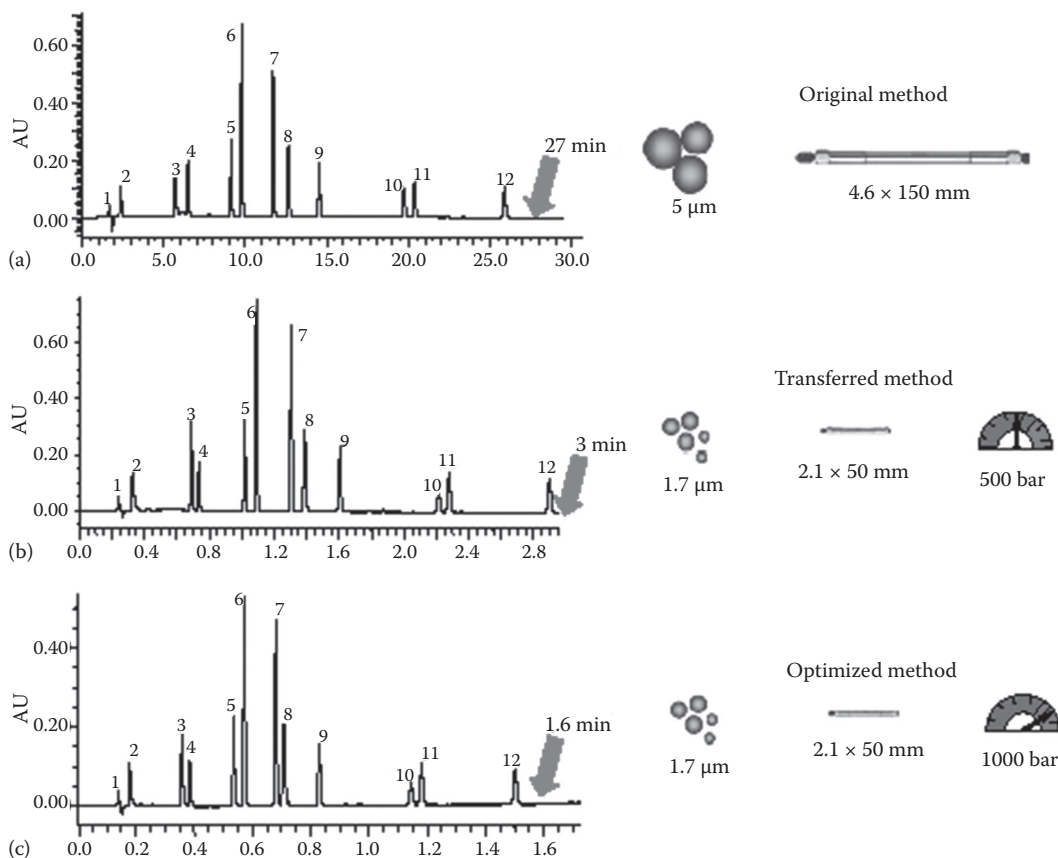 0.60
0.40
0.20
0.00
AU
1
2
3
4
5
6
7
8
9
10
11
12
27 min
0.0 5.0 10.0 15.0 20.0 25.0 30.0
(a)
5 μm
Original method
4.6 × 150 mm
0.60
0.40
0.20
0.00
AU
1
2
3
4
5
6
7
8
9
10
11
12
3 min
0.0 0.4 0.8 1.2 1.6 2.0 2.4 2.8
(b)
1.7 μm
Transferred method
2.1 × 50 mm
500 bar
0.40
0.20
0.00
AU
1
2
3
4
5
6
7
8
9
10
11
12
1.6 min
0.0 0.2 0.4 0.6 0.8 1.0 1.2 1.4 1.6
(c)
1.7 μm
Optimized method
2.1 × 50 mm
1000 bar